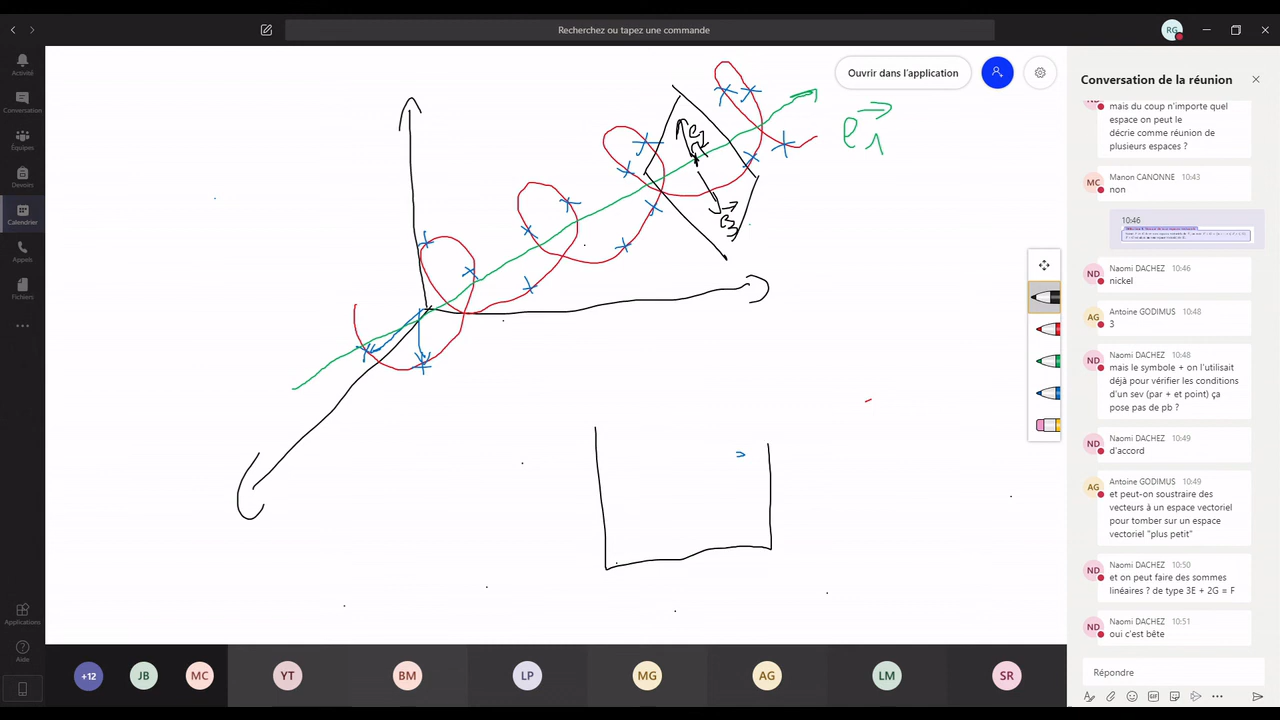 Recherchez ou tapez une commande
RG
Activité
Conversation
Équipes
Devoirs
Calendrier
Appels
Fichiers
Applications
Aide
Ouvrir dans l'application
e1
e2
e3
+12
JB
MC
YT
BM
LP
MG
AG
LM
SR
Conversation de la réunion
mais du coup n'importe quel
espace on peut le
décrie comme réunion de
plusieurs espaces ?
MC
Manon CANONNE 10:43
non
10:46
ND
Naomi DACHEZ 10:46
nickel
AG
Antoine GODIMUS 10:48
3
ND
Naomi DACHEZ 10:48
mais le symbole + on l'utilisait
déjà pour vérifier les conditions
d'un sev (par + et point) ça
pose pas de pb ?
ND
Naomi DACHEZ 10:49
d'accord
AG
Antoine GODIMUS 10:49
et peut-on soustraire des
vecteurs à un espace vectoriel
pour tomber sur un espace
vectoriel "plus petit"
ND
Naomi DACHEZ 10:50
et on peut faire des sommes
linéaires ? de type 3E + 2G = F
ND
Naomi DACHEZ 10:51
oui c'est bête
Répondre